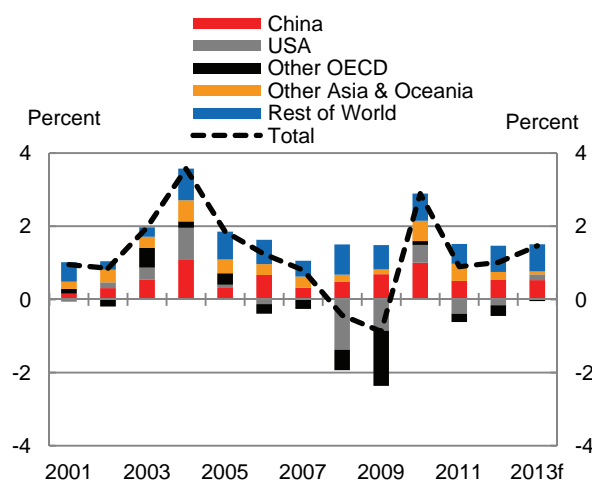 China
USA
Other OECD
Other Asia & Oceania
Rest of World
Total
Percent Percent
4 4
2 2
0 0
-2 -2
-4 -4
2001 2003 2005 2007 2009 2011 2013f